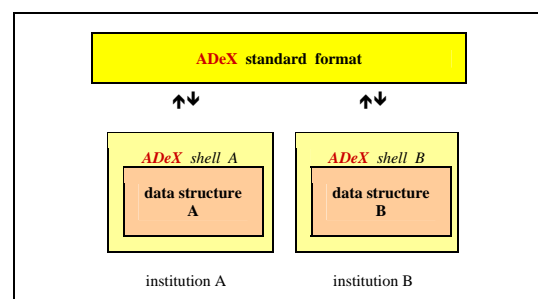 ADeX standard format
ADeX shell A
data structure
A
institution A
ADeX shell B
data structure
B
institution B